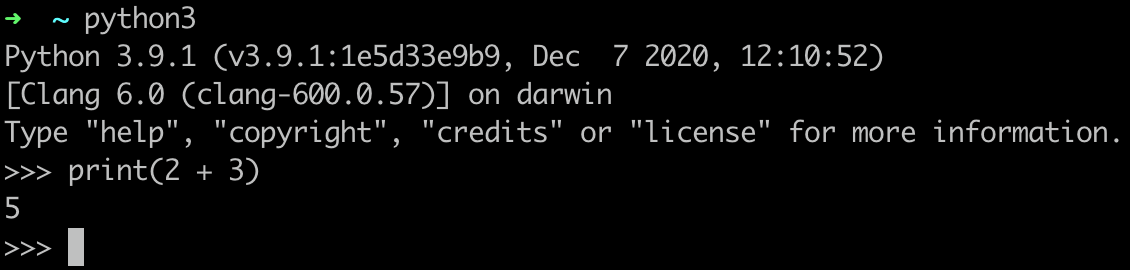 ➜  ~ python3
Python 3.9.1 (v3.9.1:1e5d33e9b9, Dec  7 2020, 12:10:52)
[Clang 6.0 (clang-600.0.57)] on darwin
Type "help", "copyright", "credits" or "license" for more information.
>>> print(2 + 3)
5
>>>